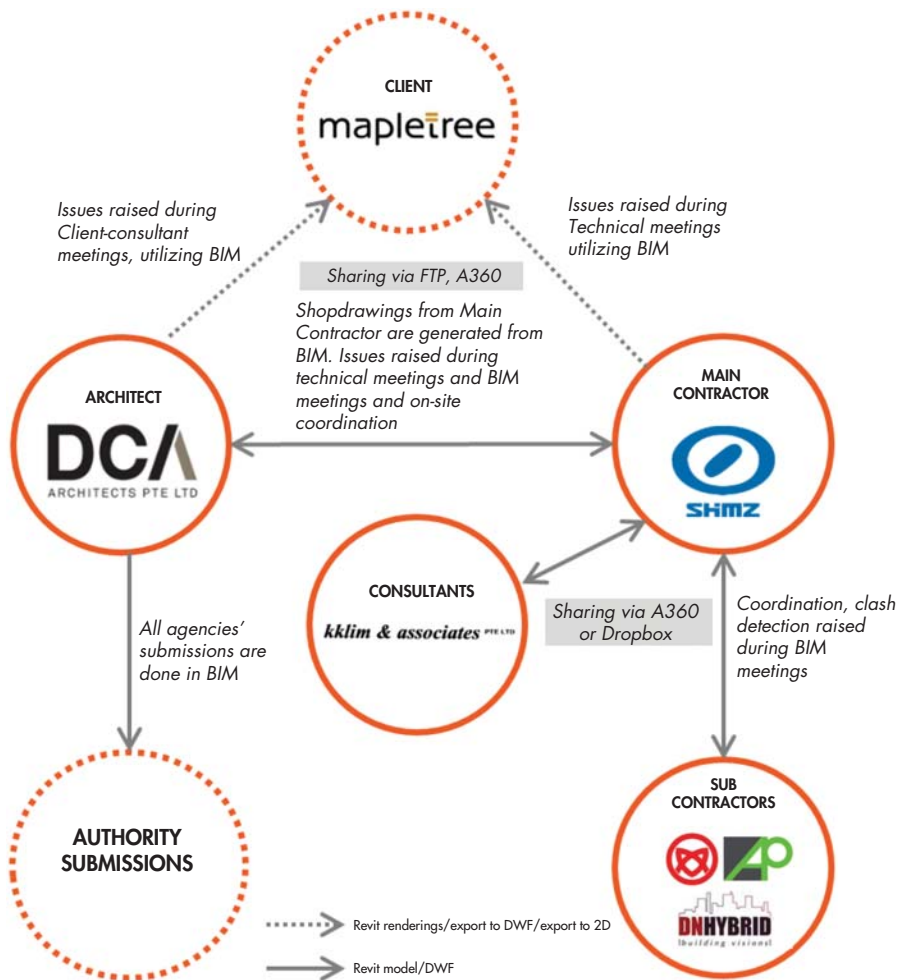 CLIENT
mapletree
Issues raised during
Client-consultant
meetings, utilizing BIM
Issues raised during
Technical meetings
utilizing BIM
Sharing via FTP, A360
Shopdrawings from Main
Contractor are generated from
BIM. Issues raised during
technical meetings and BIM
meetings and on-site
coordination
ARCHITECT
DCA
ARCHITECTS PTE LTD
MAIN
CONTRACTOR
SHIMZ
CONSULTANTS
kklim & associates PTE LTD
Sharing via A360
or Dropbox
Coordination, clash
detection raised
during BIM
meetings
All agencies'
submissions are
done in BIM
AUTHORITY
SUBMISSIONS
SUB
CONTRACTORS
AP
DNHYBRID
[building visions]
Revit renderings/export to DWF/export to 2D
Revit model/DWF